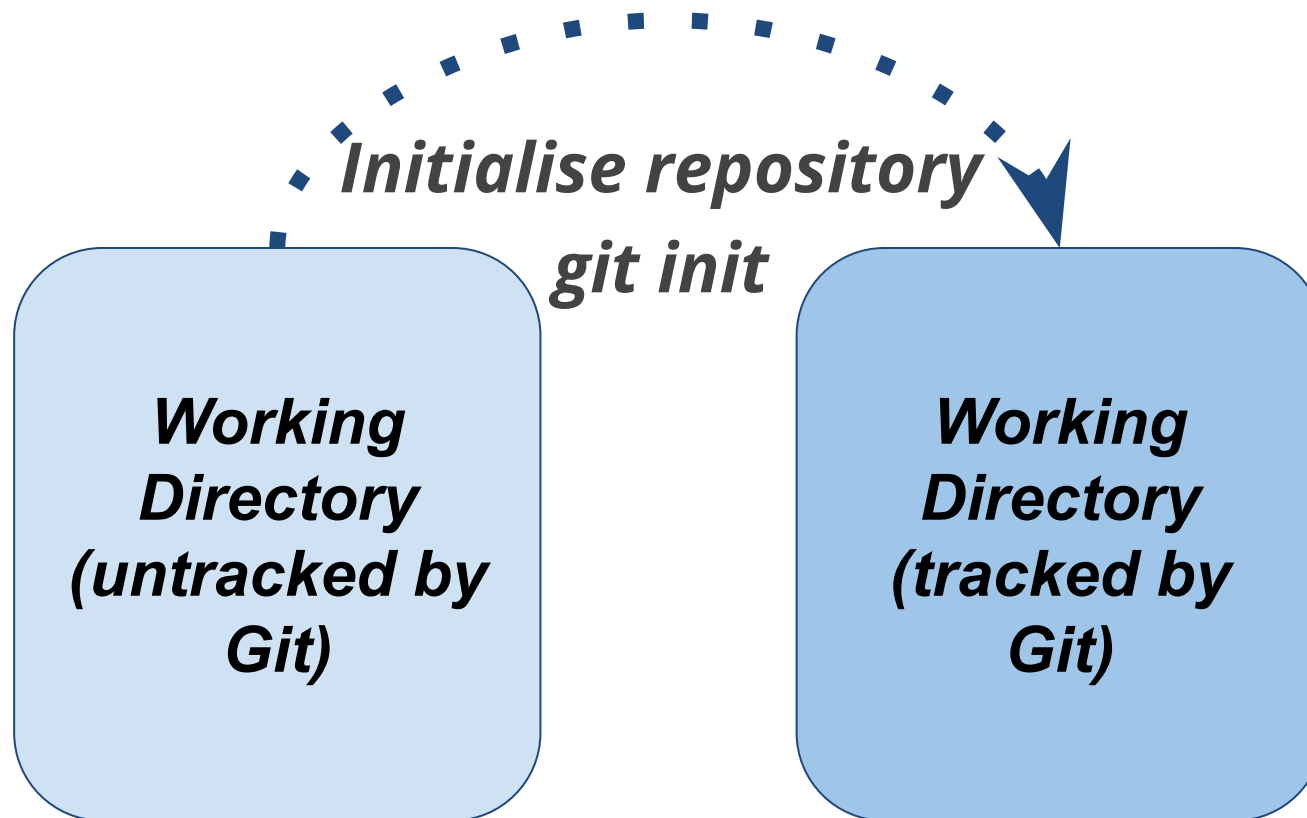 Initialise repository
git init
Working
Directory
(untracked by
Git)
Working
Directory
(tracked by
Git)